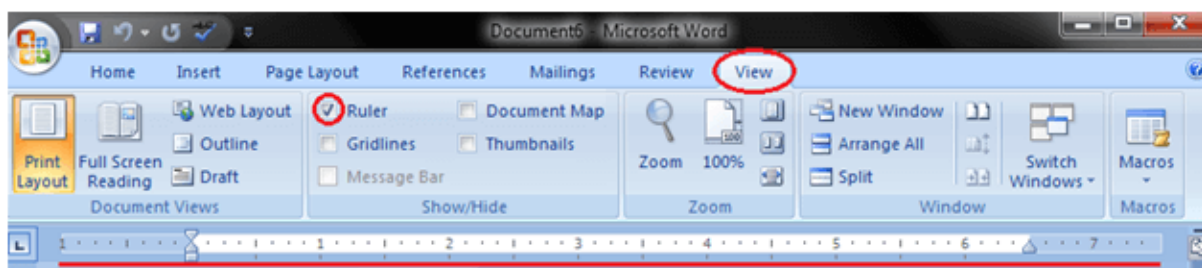 Document6 - Microsoft Word
Home Insert Page Layout References Mailings Review View
Print Layout
Full Screen Reading
Web Layout
Outline
Draft
Document Views
Ruler
Gridlines
Message Bar
Document Map
Thumbnails
Show/Hide
Zoom
100%
Zoom
New Window
Arrange All
Split
Switch Windows
Window
Macros
Macros
1 1 2 3 4 5 6 7